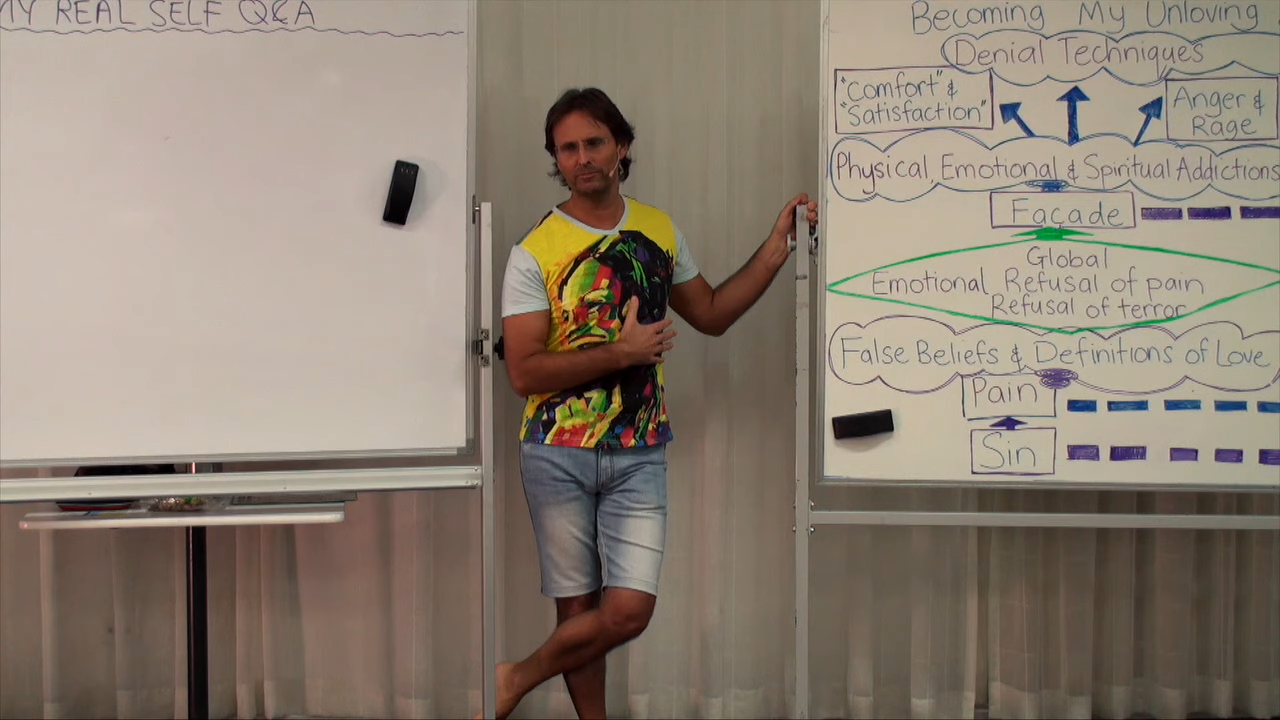 MY REAL SELF Q&A
Becoming My Unloving
Denial Techniques
"Comfort" &
"Satisfaction"
Anger &
Rage
Physical, Emotional & Spiritual Addictions
Façade
Global
Emotional Refusal of pain
Refusal of terror
False Beliefs & Definitions of Love
Pain
Sin